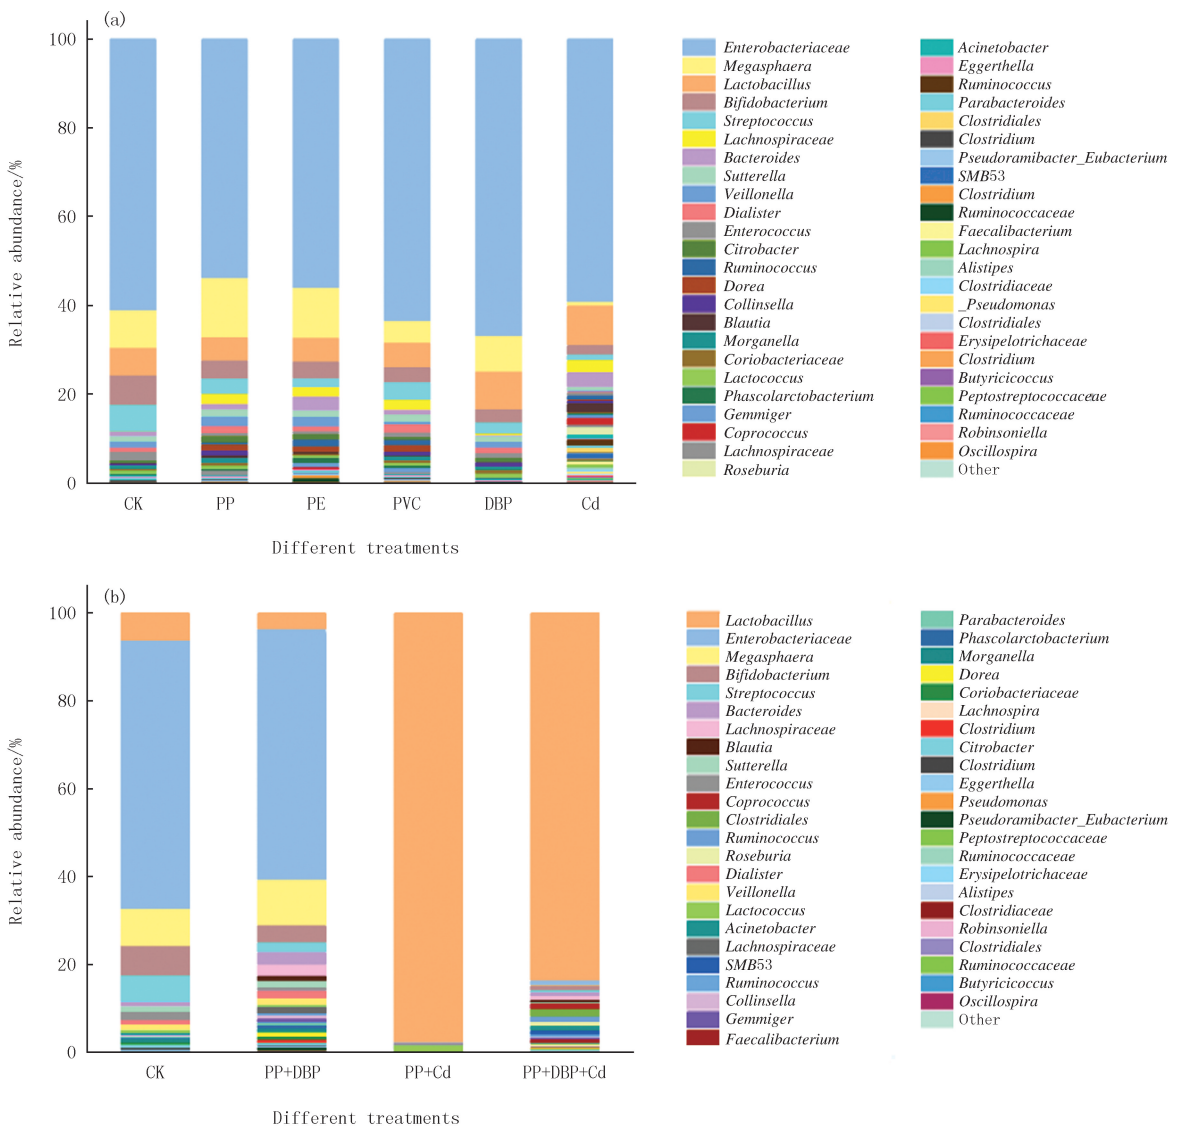 (a)
Relative abundance/%
100
80
60
40
20
0
CK PP PE PVC DBP Cd
Different treatments
Enterobacteriaceae
Megasphaera
Lactobacillus
Bifidobacterium
Streptococcus
Lachnospiraceae
Bacteroides
Sutterella
Veillonella
Dialister
Enterococcus
Citrobacter
Ruminococcus
Dorea
Collinsella
Blautia
Morganella
Coriobacteriaceae
Lactococcus
Phascolarctobacterium
Gemmiger
Coprococcus
Lachnospiraceae
Roseburia
Acinetobacter
Eggerthella
Ruminococcus
Parabacteroides
Clostridiales
Clostridium
Pseudoramibacter_Eubacterium
SMB53
Clostridium
Ruminococcaceae
Faecalibacterium
Lachnospira
Alistipes
Clostridiaceae
_Pseudomonas
Clostridiales
Erysipelotrichaceae
Clostridium
Butyricicoccus
Peptostreptococcaceae
Ruminococcaceae
Robinsoniella
Oscillospira
Other
(b)
Relative abundance/%
100
80
60
40
20
0
CK PP+DBP PP+Cd PP+DBP+Cd
Different treatments
Lactobacillus
Enterobacteriaceae
Megasphaera
Bifidobacterium
Streptococcus
Bacteroides
Lachnospiraceae
Blautia
Sutterella
Enterococcus
Coprococcus
Clostridiales
Ruminococcus
Roseburia
Dialister
Veillonella
Lactococcus
Acinetobacter
Lachnospiraceae
SMB53
Ruminococcus
Collinsella
Gemmiger
Faecalibacterium
Parabacteroides
Phascolarctobacterium
Morganella
Dorea
Coriobacteriaceae
Lachnospira
Clostridium
Citrobacter
Clostridium
Eggerthella
Pseudomonas
Pseudoramibacter_Eubacterium
Peptostreptococcaceae
Ruminococcaceae
Erysipelotrichaceae
Alistipes
Clostridiaceae
Robinsoniella
Clostridiales
Ruminococcaceae
Butyricicoccus
Oscillospira
Other